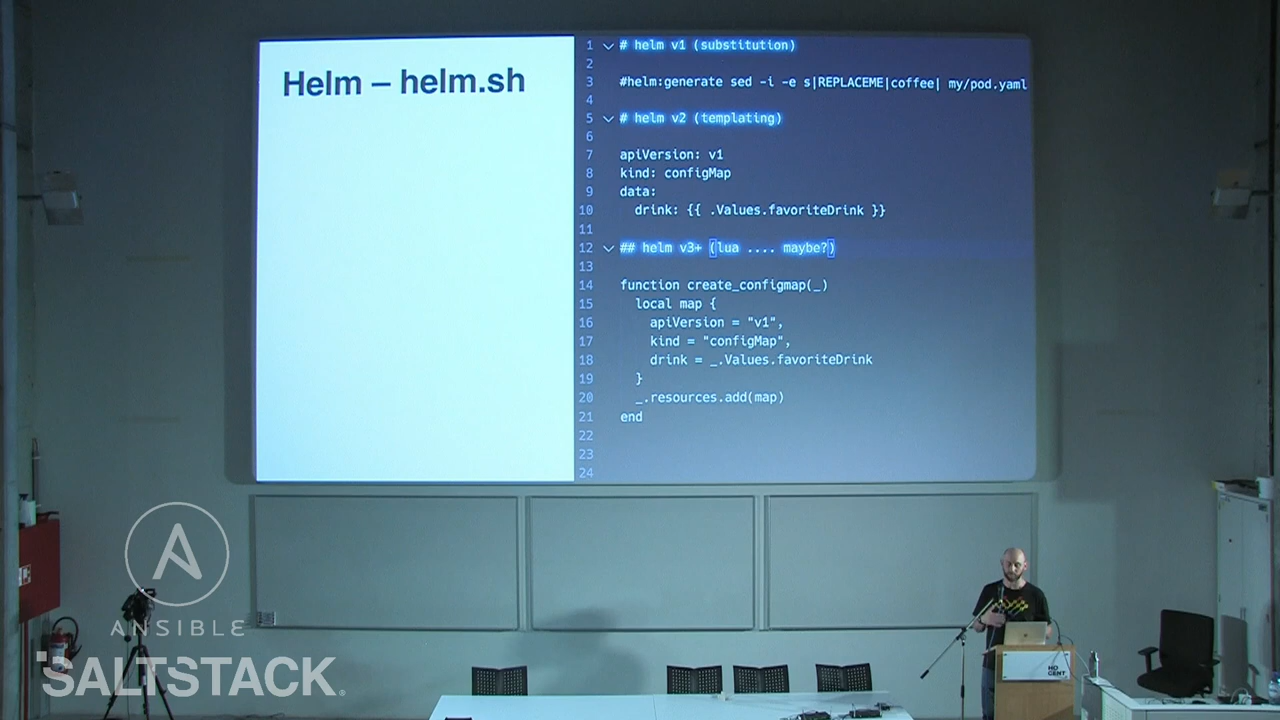 Helm – helm.sh
1 # helm v1 (substitution)
2
3 #helm:generate sed -i -e s|REPLACEME|coffee| my/pod.yaml
4
5 # helm v2 (templating)
6
7 apiVersion: v1
8 kind: configMap
9 data:
10 drink: {{ .Values.favoriteDrink }}
11
12 ## helm v3+ (lua .... maybe?)
13
14 function create_configmap(_)
15 local map {
16 apiVersion = "v1",
17 kind = "configMap",
18 drink = _.Values.favoriteDrink
19 }
20 _.resources.add(map)
21 end
22
23
24
ANSIBLE
SALTSTACK
HO
GENT